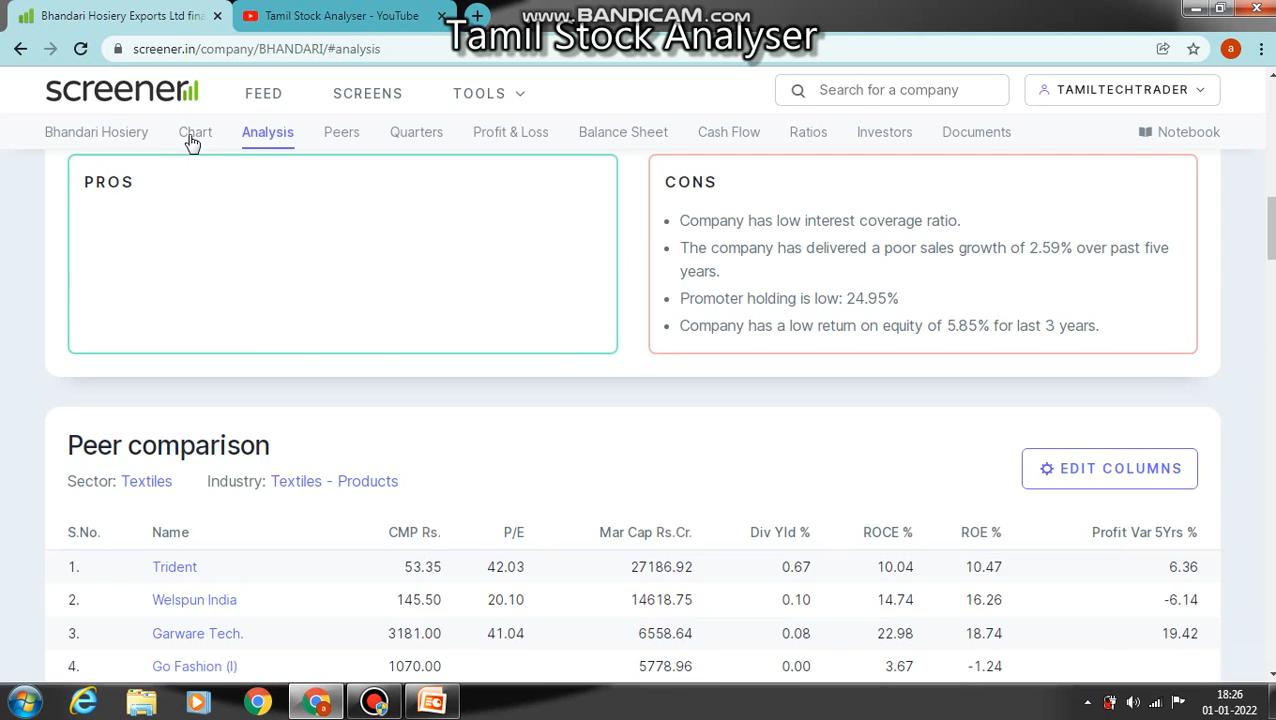 Bhandari Hosiery Exports Ltd fina
Tamil Stock Analyser - YouTube
www.BANDICAM.com
Tamil Stock Analyser
screener.in/company/BHANDARI/#analysis
a
screener
FEED
SCREENS
TOOLS
Search for a company
TAMILTECHTRADER
Bhandari Hosiery
Chart
Analysis
Peers
Quarters
Profit & Loss
Balance Sheet
Cash Flow
Ratios
Investors
Documents
Notebook
PROS
CONS
Company has low interest coverage ratio.
The company has delivered a poor sales growth of 2.59% over past five
years.
Promoter holding is low: 24.95%
Company has a low return on equity of 5.85% for last 3 years.
Peer comparison
Sector: Textiles Industry: Textiles - Products
EDIT COLUMNS
S.No. Name CMP Rs. P/E Mar Cap Rs.Cr. Div Yld % ROCE % ROE % Profit Var 5Yrs %
1. Trident 53.35 42.03 27186.92 0.67 10.04 10.47 6.36
2. Welspun India 145.50 20.10 14618.75 0.10 14.74 16.26 -6.14
3. Garware Tech. 3181.00 41.04 6558.64 0.08 22.98 18.74 19.42
4. Go Fashion (I) 1070.00 5778.96 0.00 3.67 -1.24
18:26
01-01-2022